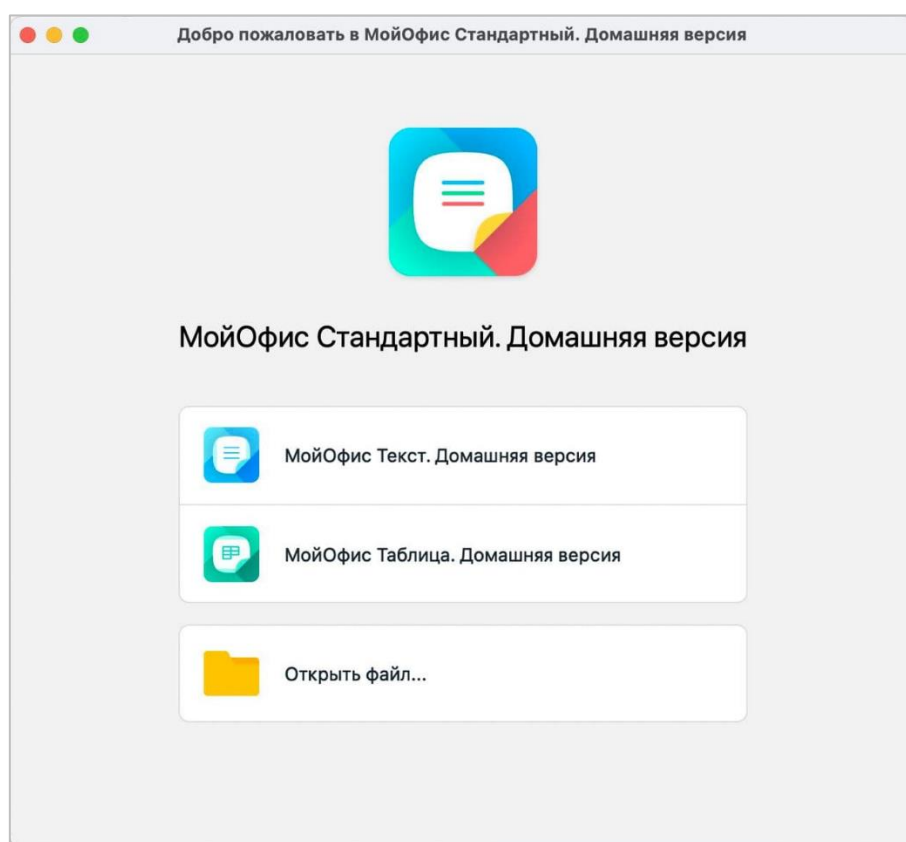 Добро пожаловать в МойОфис Стандартный. Домашняя версия
МойОфис Стандартный. Домашняя версия
МойОфис Текст. Домашняя версия
МойОфис Таблица. Домашняя версия
Открыть файл...